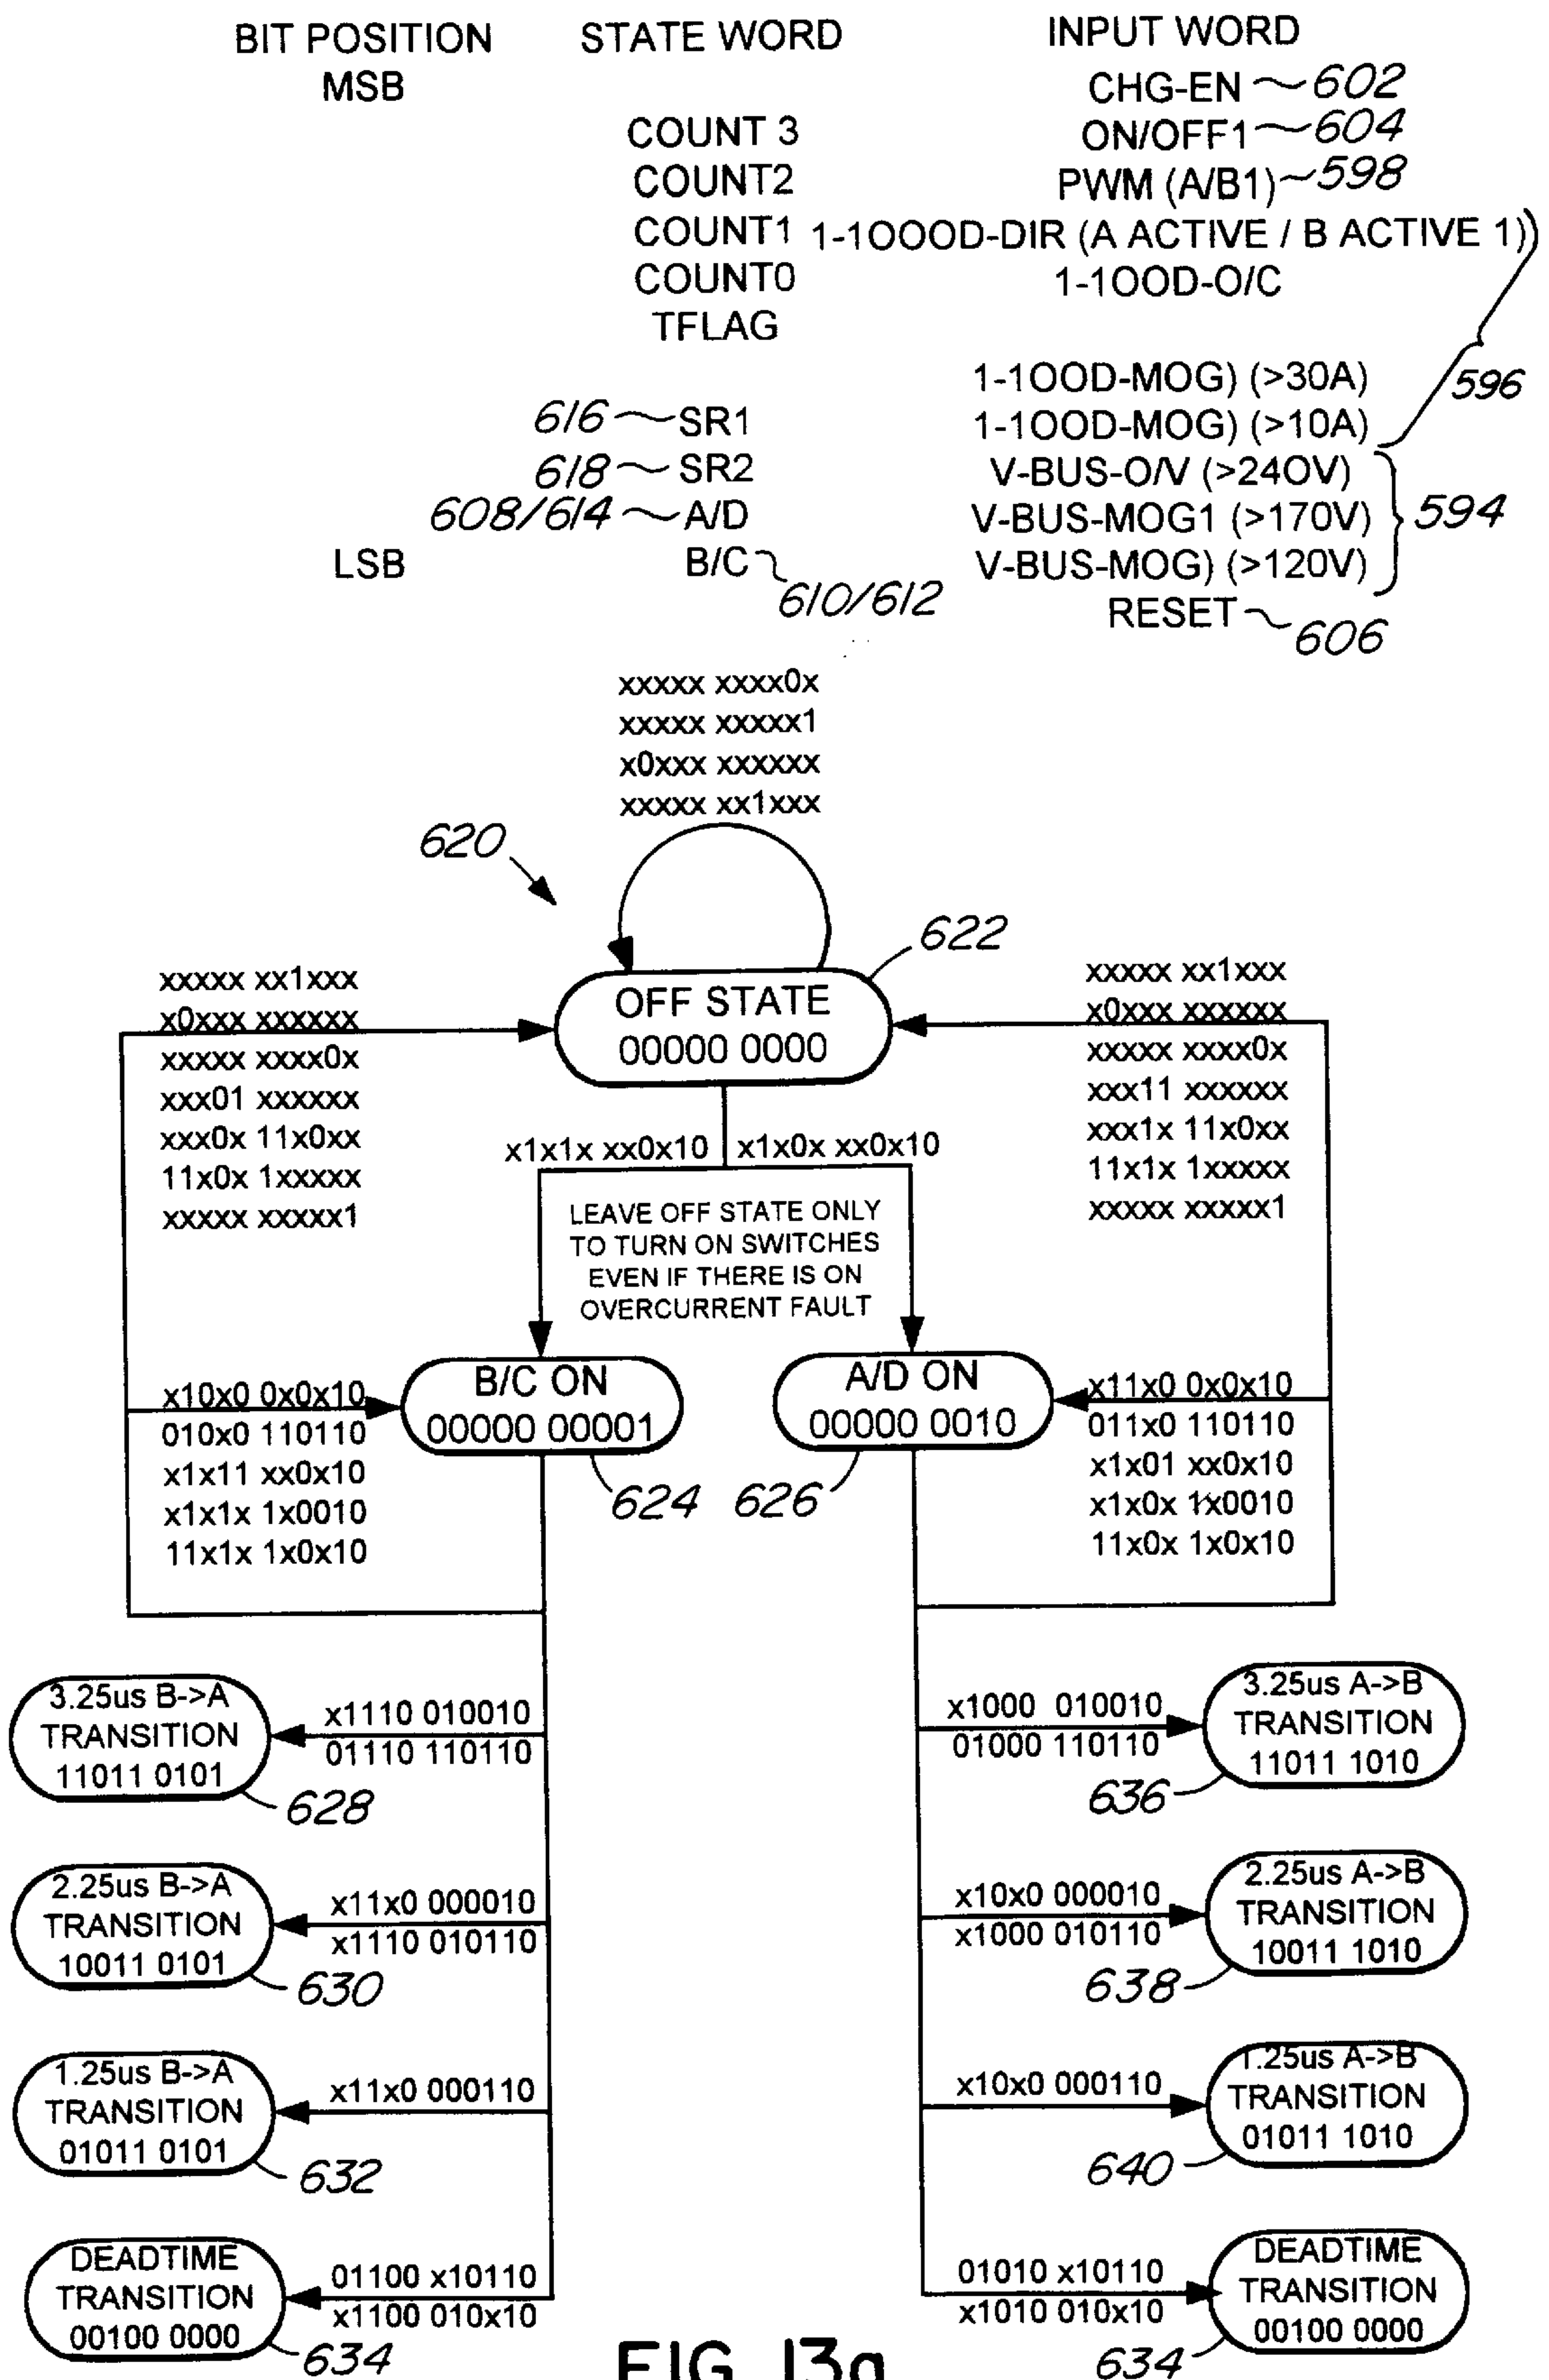 BIT POSITION STATE WORD INPUT WORD
MSB CHG-EN 602
COUNT 3 ON/OFF1 604
COUNT2 PWM (A/B1) 598
COUNT1 1-1OOOD-DIR (A ACTIVE / B ACTIVE 1))
COUNT0 1-1OOD-O/C
TFLAG
1-1OOD-MOG) (>30A) 596
616 SR1 1-1OOD-MOG) (>10A)
618 SR2 V-BUS-O/V (>24OV)
608/614 A/D V-BUS-MOG1 (>170V) 594
LSB B/C V-BUS-MOG) (>120V)
610/612 RESET 606
xxxxx xxxx0x
xxxxx xxxxx1
x0xxx xxxxxx
xxxxx xx1xxx
620
622
OFF STATE
00000 0000
xxxxx xx1xxx
x0xxx xxxxxx
xxxxx xxxx0x
xxx01 xxxxxx
xxx0x 11x0xx
11x0x 1xxxxx
xxxxx xxxxx1
xxxxx xx1xxx
x0xxx xxxxxx
xxxxx xxxx0x
xxx11 xxxxxx
xxx1x 11x0xx
11x1x 1xxxxx
xxxxx xxxxx1
x1x1x xx0x10 x1x0x xx0x10
LEAVE OFF STATE ONLY
TO TURN ON SWITCHES
EVEN IF THERE IS ON
OVERCURRENT FAULT
B/C ON
00000 00001
624
A/D ON
00000 0010
626
x10x0 0x0x10
010x0 110110
x1x11 xx0x10
x1x1x 1x0010
11x1x 1x0x10
x11x0 0x0x10
011x0 110110
x1x01 xx0x10
x1x0x 1x0010
11x0x 1x0x10
3.25us B->A
TRANSITION
11011 0101
628
x1110 010010
01110 110110
x1000 010010
01000 110110
3.25us A->B
TRANSITION
11011 1010
636
2.25us B->A
TRANSITION
10011 0101
630
x11x0 000010
x1110 010110
x10x0 000010
x1000 010110
2.25us A->B
TRANSITION
10011 1010
638
1.25us B->A
TRANSITION
01011 0101
632
x11x0 000110
x10x0 000110
1.25us A->B
TRANSITION
01011 1010
640
DEADTIME
TRANSITION
00100 0000
634
01100 x10110
x1100 010x10
01010 x10110
x1010 010x10
DEADTIME
TRANSITION
00100 0000
634
FIG. 13a